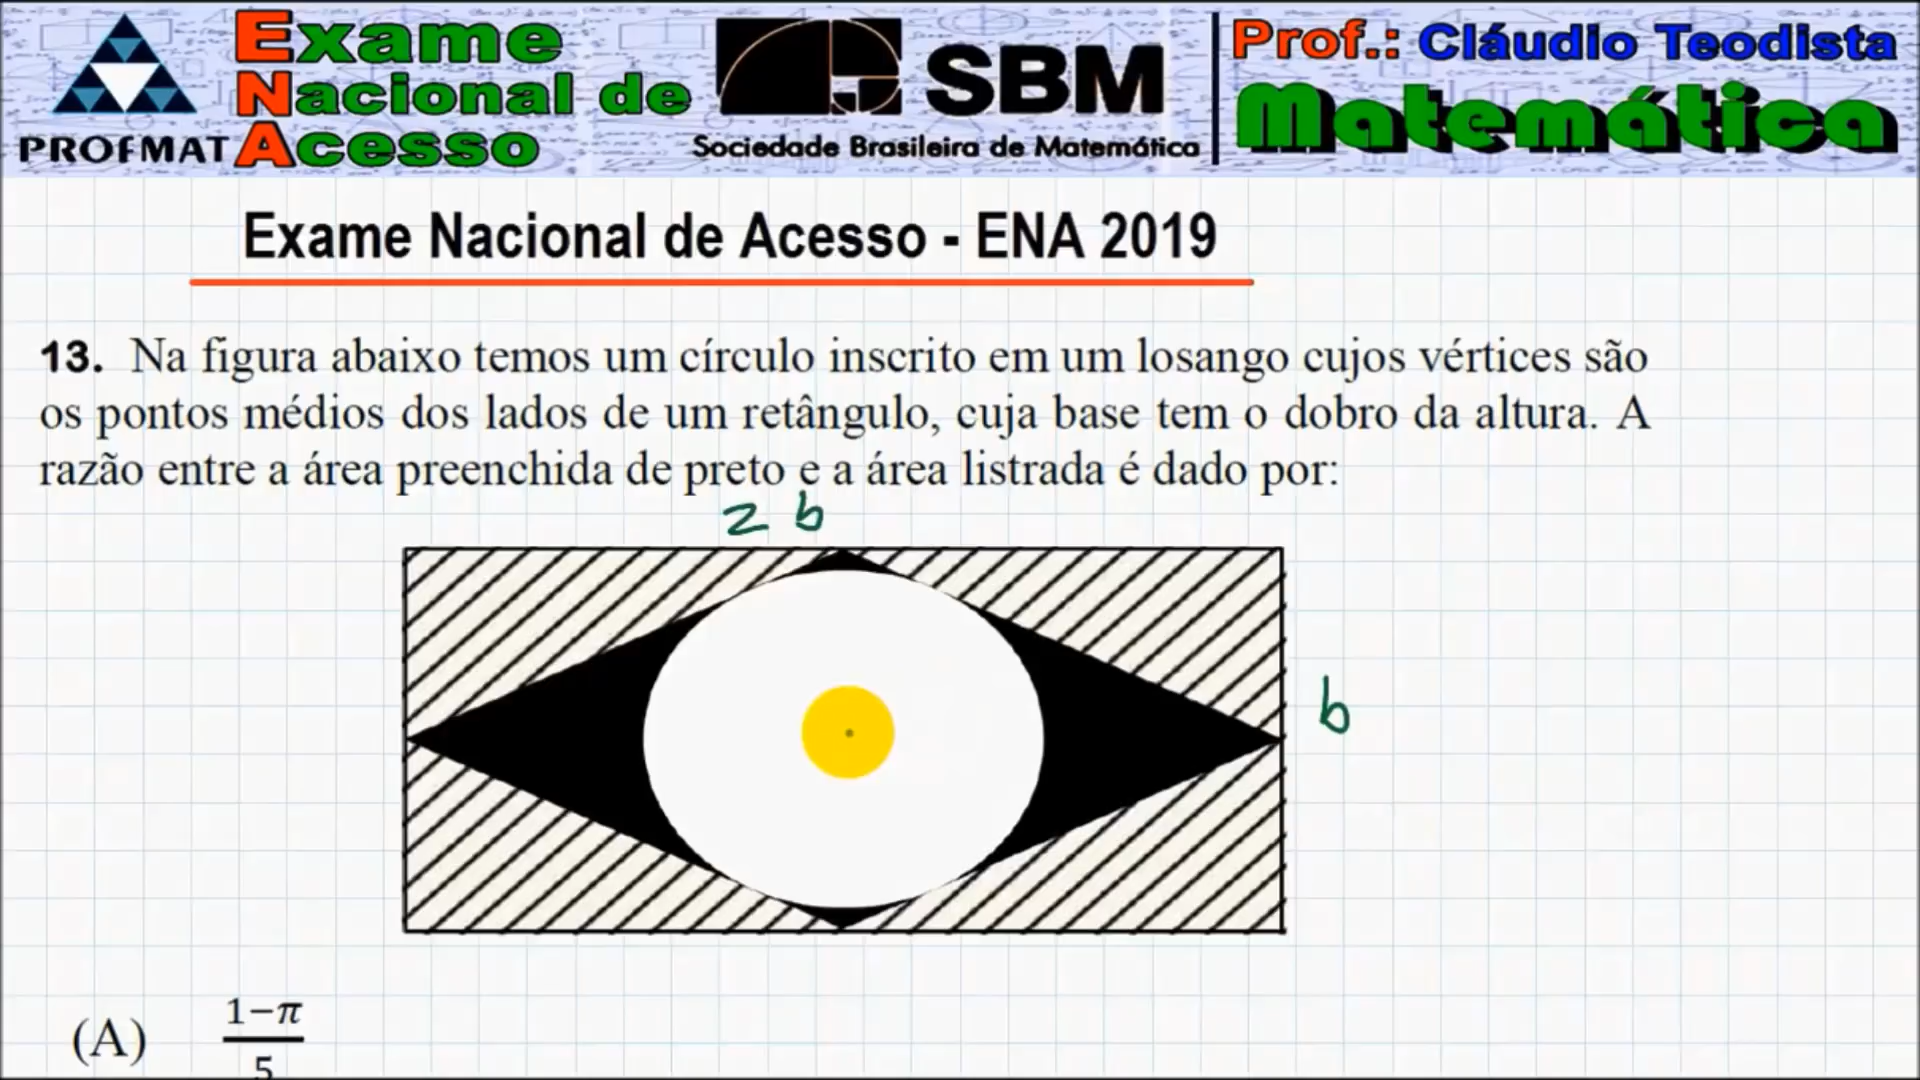 PROFMAT
Exame
Nacional de
Acesso
SBM
Sociedade Brasileira de Matemática
Prof.: Cláudio Teodista
Matemática
Exame Nacional de Acesso - ENA 2019
13. Na figura abaixo temos um círculo inscrito em um losango cujos vértices são
os pontos médios dos lados de um retângulo, cuja base tem o dobro da altura. A
razão entre a área preenchida de preto e a área listrada é dado por:
2 b
b
(A) 1−π
5